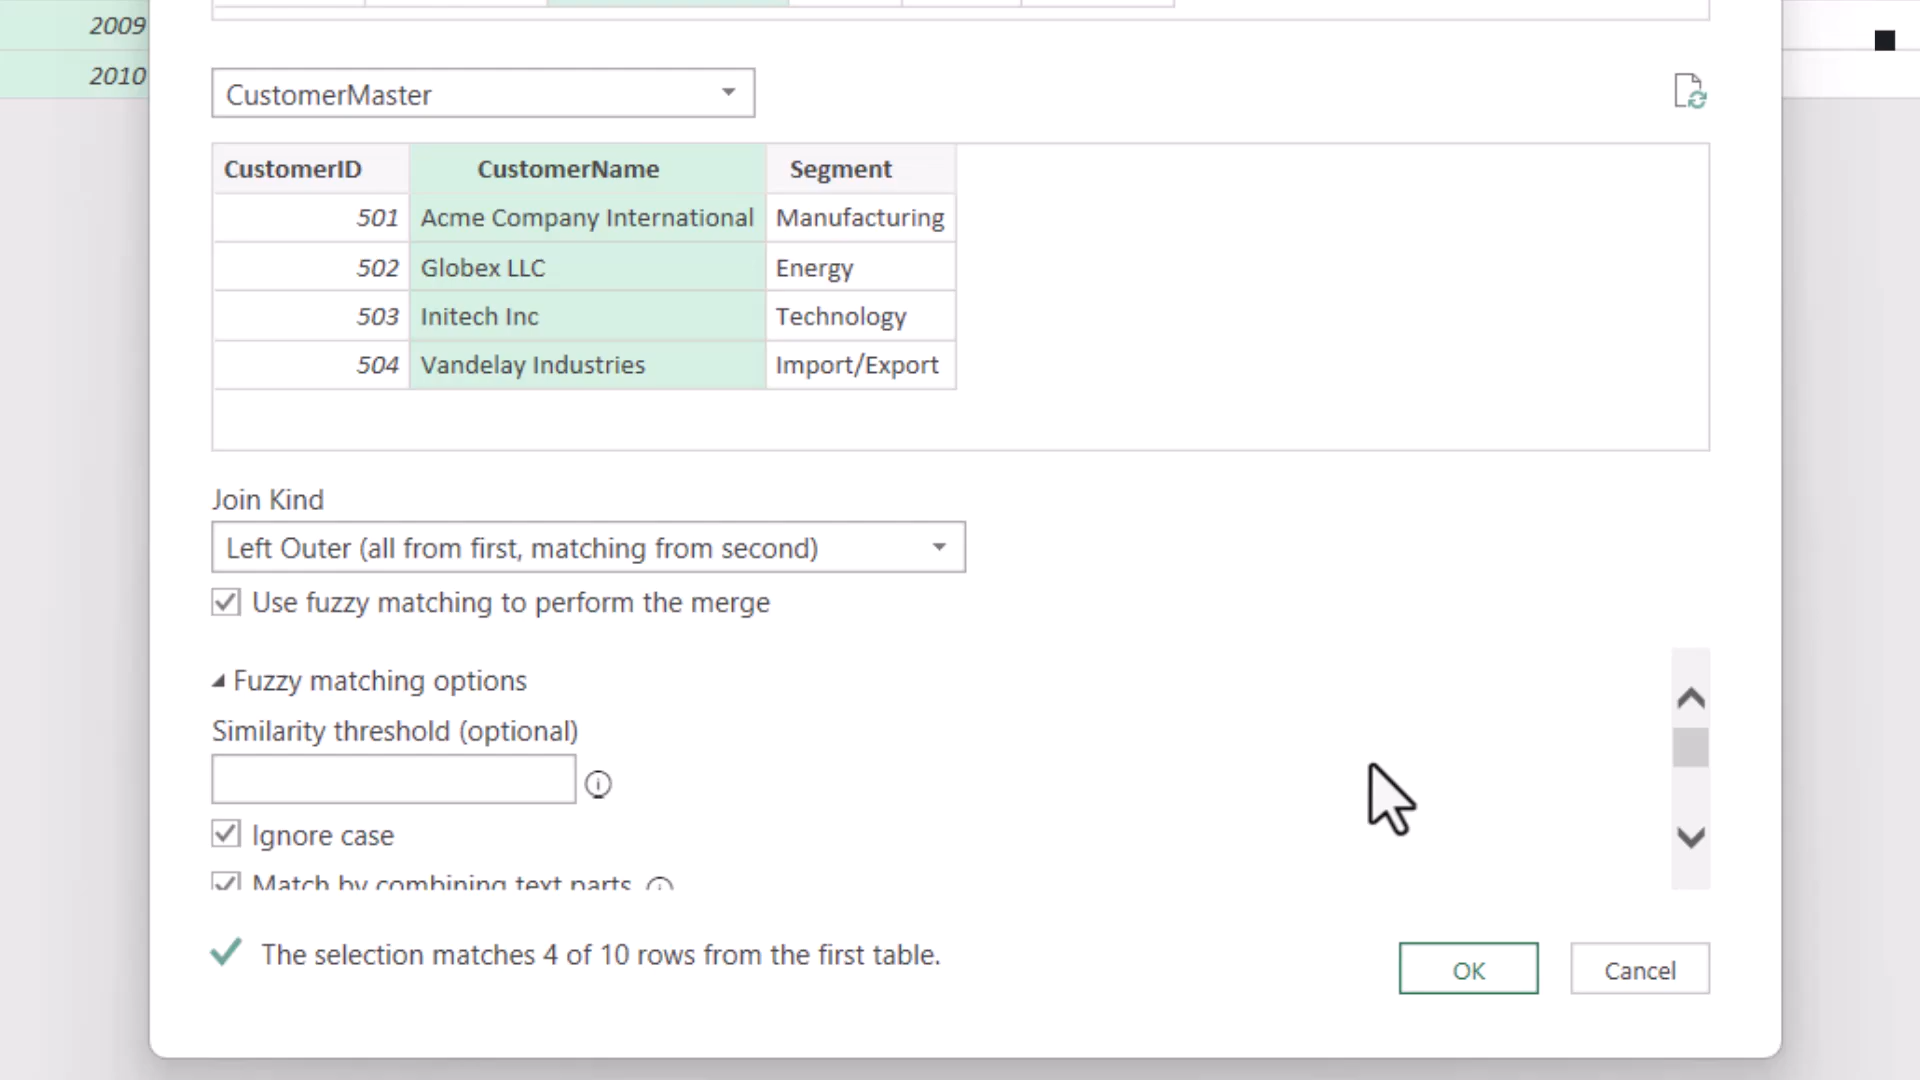 2009
2010
CustomerMaster
CustomerID CustomerName Segment
501 Acme Company International Manufacturing
502 Globex LLC Energy
503 Initech Inc Technology
504 Vandelay Industries Import/Export
Join Kind
Left Outer (all from first, matching from second)
Use fuzzy matching to perform the merge
Fuzzy matching options
Similarity threshold (optional)
Ignore case
Match by combining text parts
The selection matches 4 of 10 rows from the first table.
OK Cancel